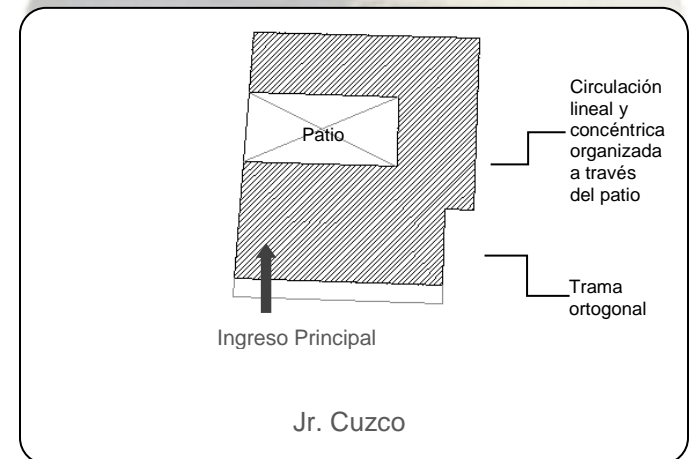 Circulación
lineal y
concéntrica
organizada
a través
del patio
Patio
Trama
ortogonal
Ingreso Principal
Jr. Cuzco